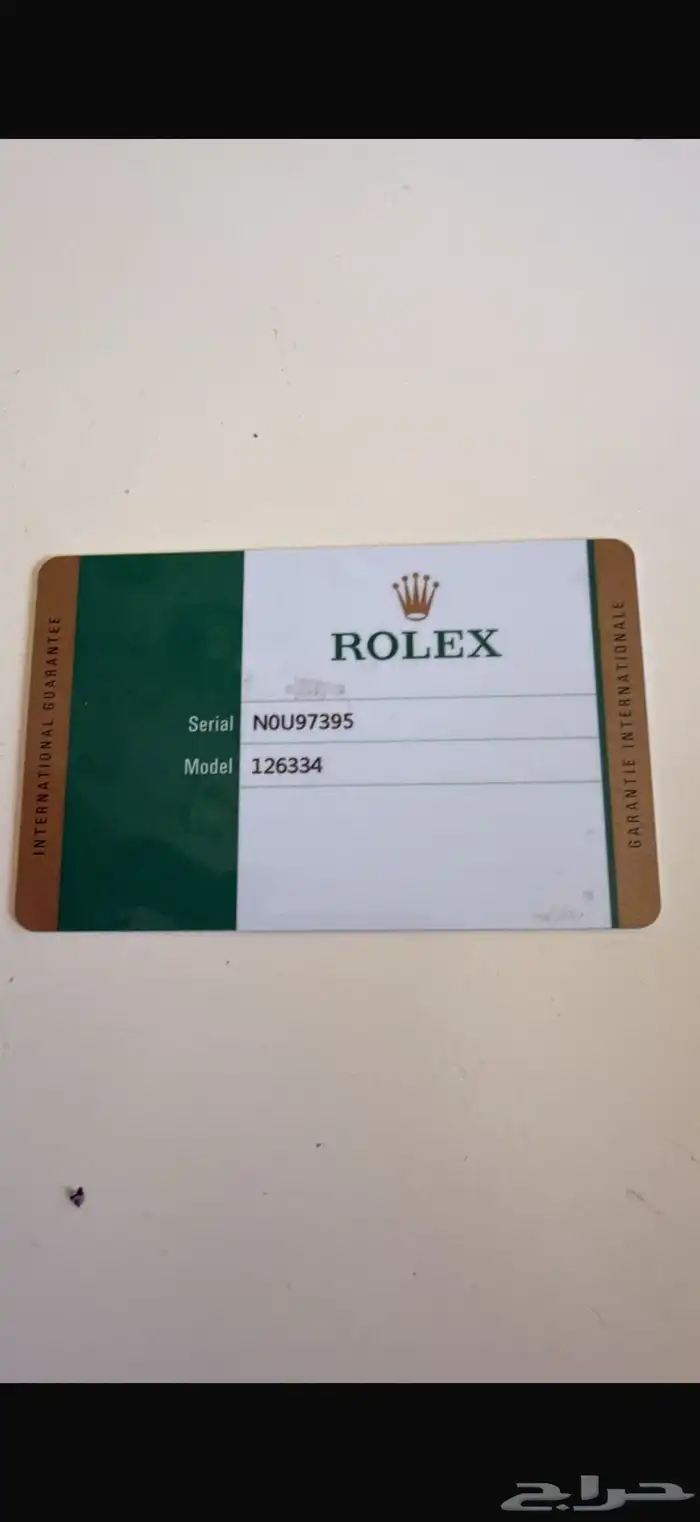 INTERNATIONAL GUARANTEE
ROLEX
Serial N0U97395
Model 126334
GARANTIE INTERNATIONALE
حراج